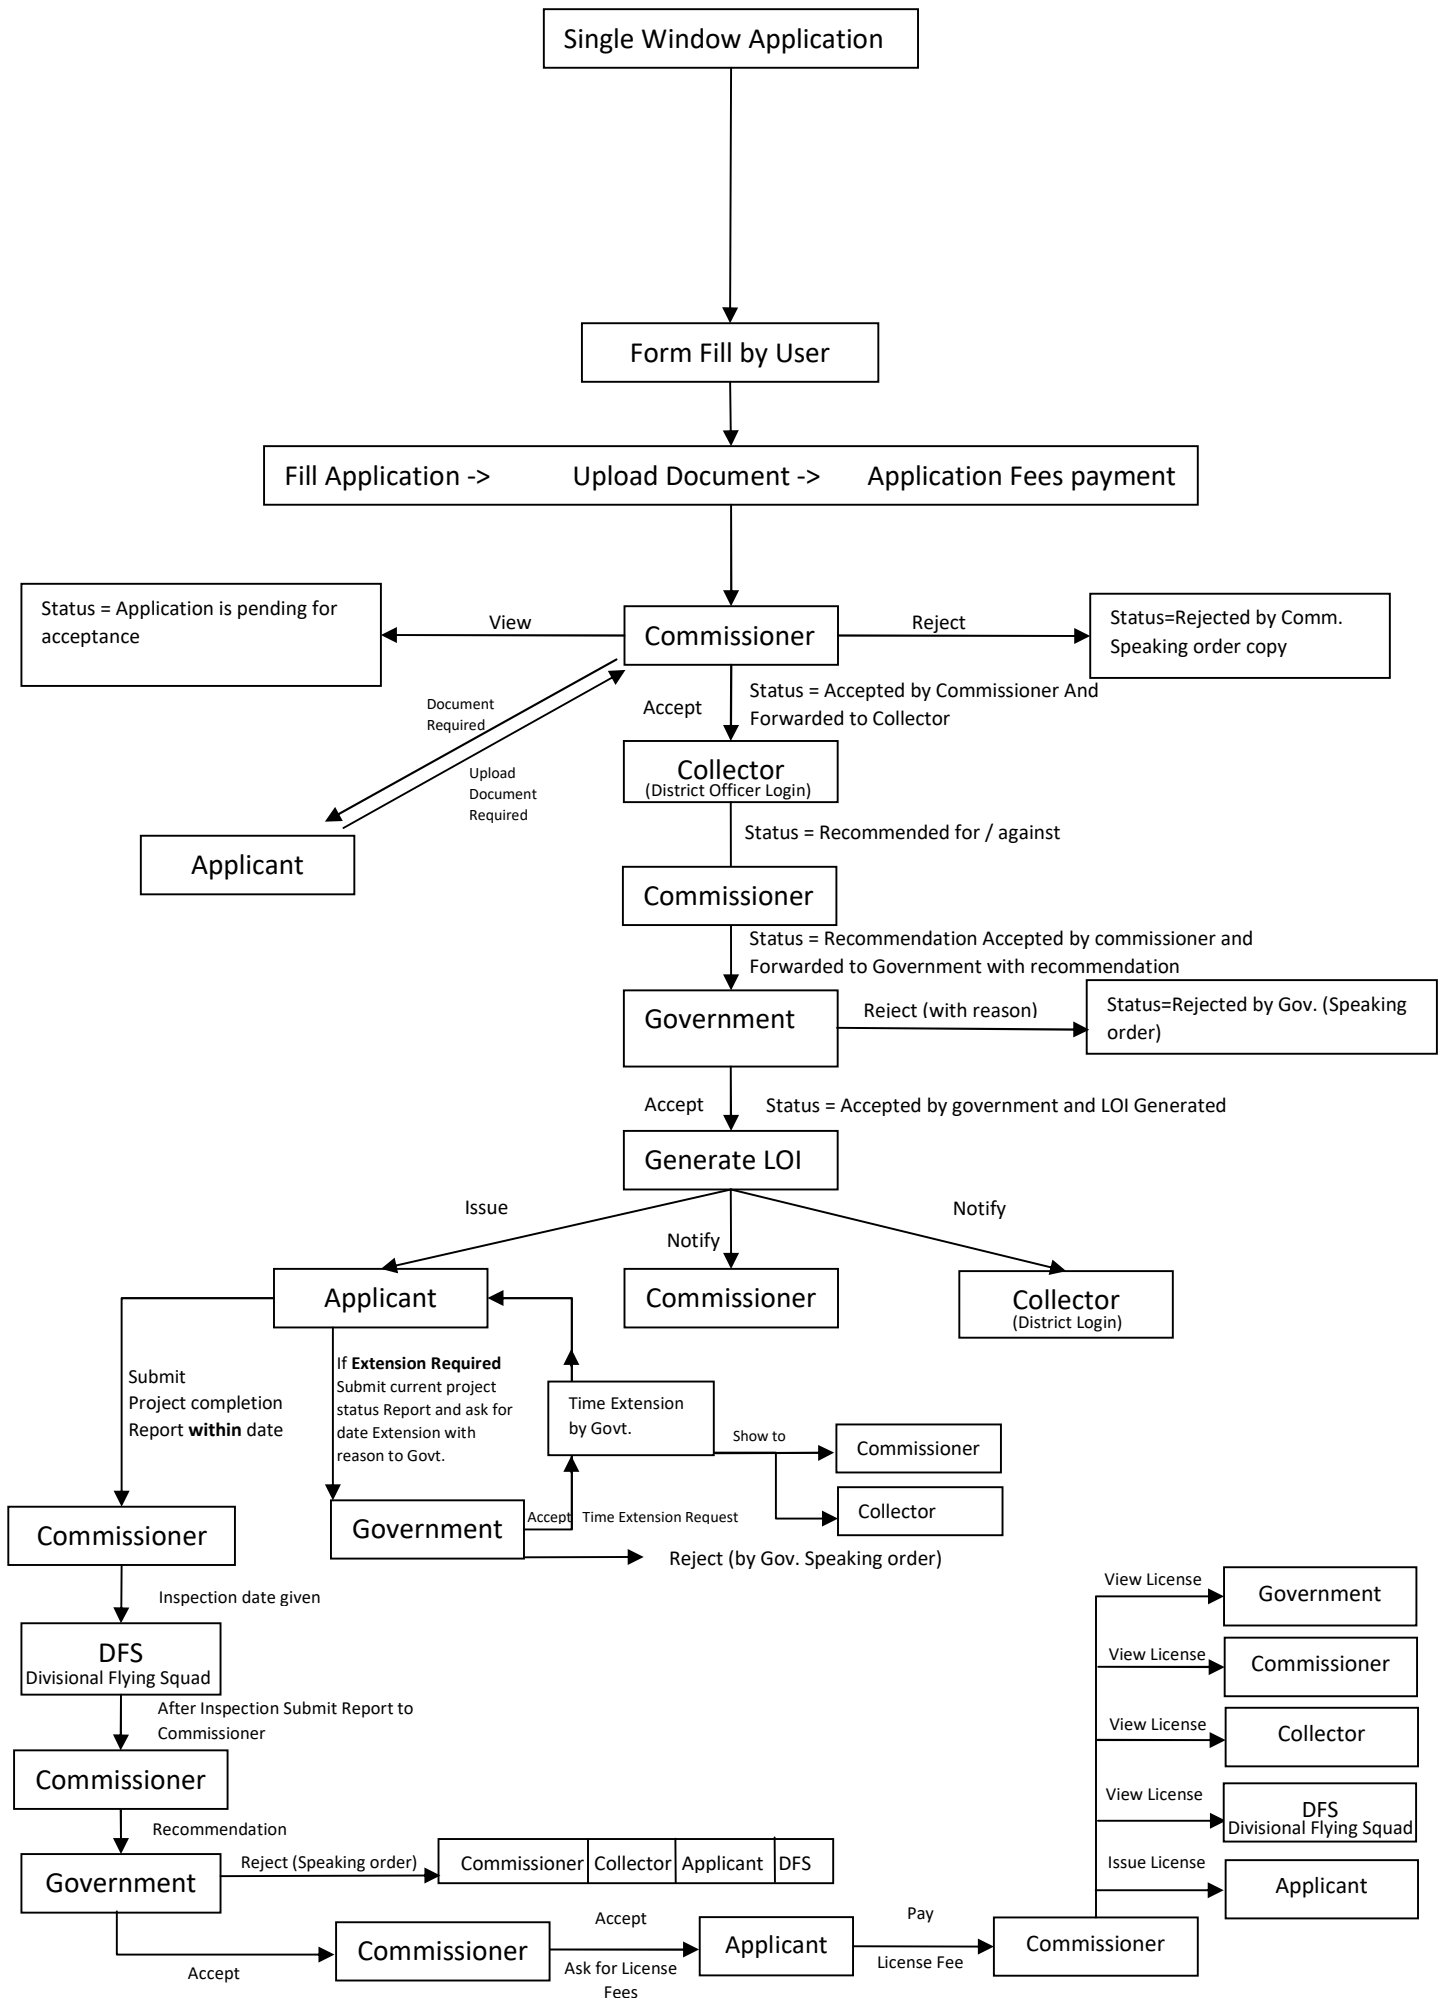 Single Window Application
Form Fill by User
Fill Application -> Upload Document -> Application Fees payment
Status = Application is pending for
acceptance
View
Commissioner
Reject
Status=Rejected by Comm.
Speaking order copy
Document
Required
Upload
Document
Required
Applicant
Accept
Status = Accepted by Commissioner And
Forwarded to Collector
Collector
(District Officer Login)
Status = Recommended for / against
Commissioner
Status = Recommendation Accepted by commissioner and
Forwarded to Government with recommendation
Government
Reject (with reason)
Status=Rejected by Gov. (Speaking
order)
Accept
Status = Accepted by government and LOI Generated
Generate LOI
Issue
Notify
Notify
Applicant
Commissioner
Collector
(District Login)
Submit
Project completion
Report within date
If Extension Required
Submit current project
status Report and ask for
date Extension with
reason to Govt.
Time Extension
by Govt.
Show to
Commissioner
Collector
Government
Accept
Time Extension Request
Reject (by Gov. Speaking order)
Commissioner
Inspection date given
DFS
Divisional Flying Squad
After Inspection Submit Report to
Commissioner
Commissioner
Recommendation
Government
Reject (Speaking order)
Commissioner Collector Applicant DFS
Accept
Commissioner
Accept
Ask for License
Fees
Applicant
Pay
License Fee
Commissioner
View License
Government
View License
Commissioner
View License
Collector
View License
DFS
Divisional Flying Squad
Issue License
Applicant